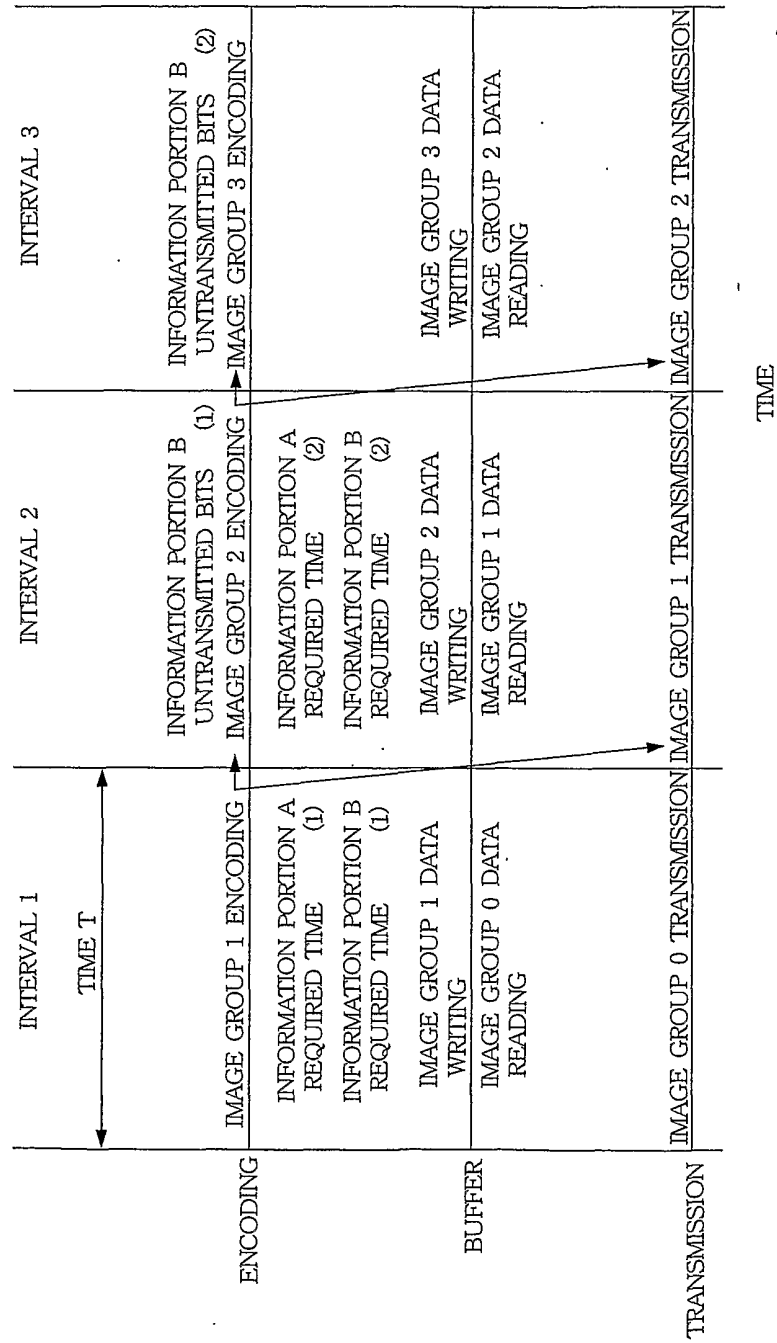 INTERVAL 1
INTERVAL 2
INTERVAL 3
TIME T
INFORMATION PORTION B
UNTRANSMITTED BITS (1)
INFORMATION PORTION B
UNTRANSMITTED BITS (2)
ENCODING
IMAGE GROUP 1 ENCODING
IMAGE GROUP 2 ENCODING
IMAGE GROUP 3 ENCODING
INFORMATION PORTION A
REQUIRED TIME (1)
INFORMATION PORTION B
REQUIRED TIME (1)
INFORMATION PORTION A
REQUIRED TIME (2)
INFORMATION PORTION B
REQUIRED TIME (2)
IMAGE GROUP 1 DATA
WRITING
IMAGE GROUP 2 DATA
WRITING
IMAGE GROUP 3 DATA
WRITING
BUFFER
IMAGE GROUP 0 DATA
READING
IMAGE GROUP 1 DATA
READING
IMAGE GROUP 2 DATA
READING
TRANSMISSION
IMAGE GROUP 0 TRANSMISSION
IMAGE GROUP 1 TRANSMISSION
IMAGE GROUP 2 TRANSMISSION
TIME